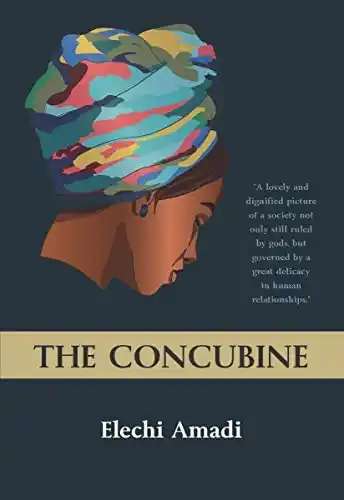 "A lovely and
dignified picture
of a society not
only still ruled
by gods, but
governed by a
great delicacy
in human
relationships."
THE CONCUBINE
Elechi Amadi